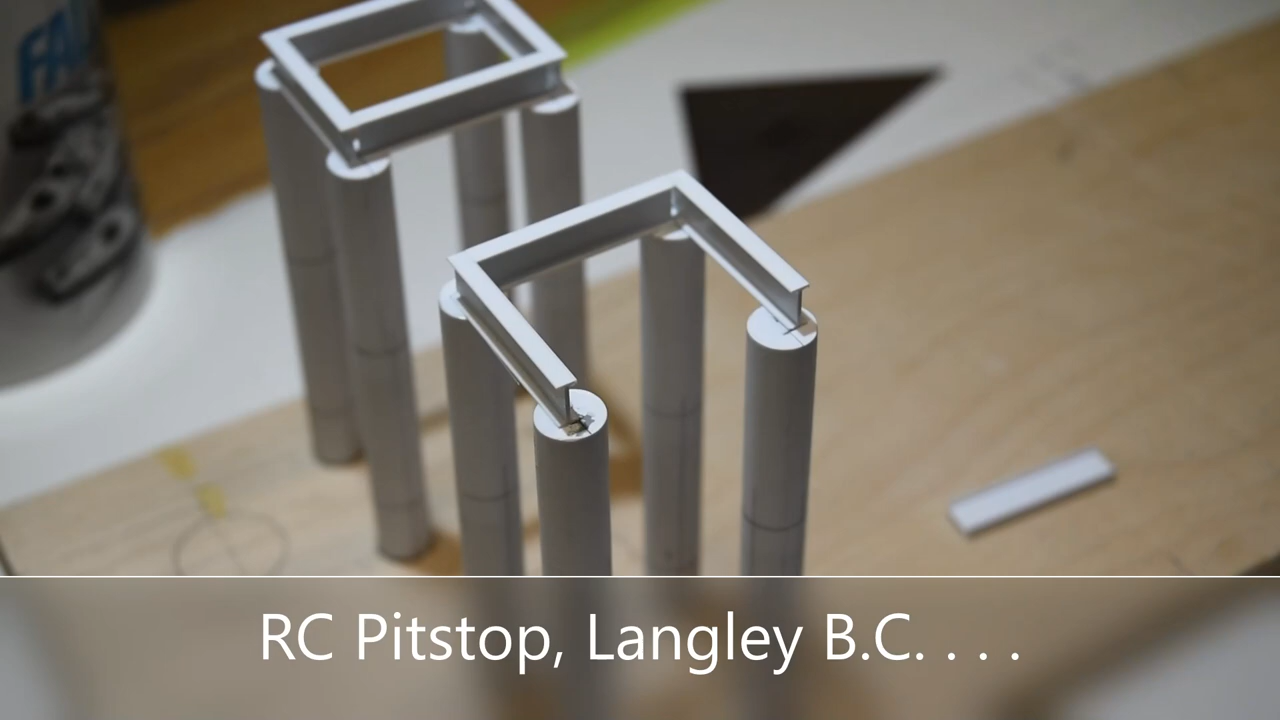 RC Pitstop, Langley B.C. . . .